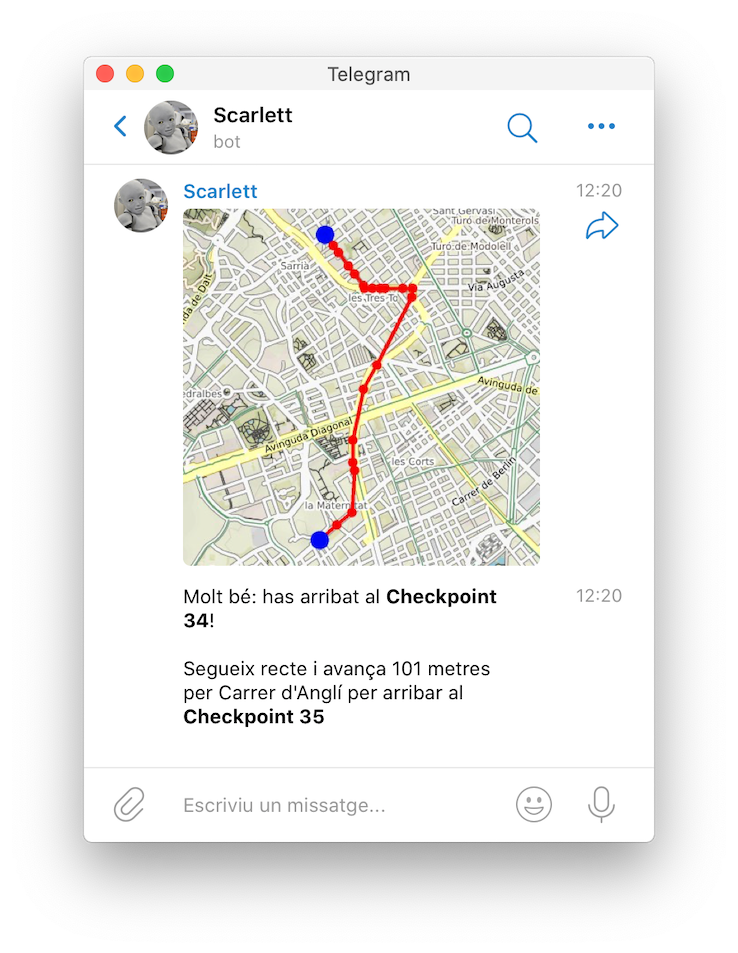 Telegram
Scarlett
bot
Scarlett
12:20
Sant Gervasi
Turó de Monterols
Turó de Modolell
Sarrià
Via Augusta
les Tres To
da de Dalt
edralbes
Avinguda de
Avinguda Diagonal
les Corts
Carrer de Berlín
la Maternitat
Molt bé: has arribat al Checkpoint
34!
12:20
Segueix recte i avança 101 metres
per Carrer d'Anglí per arribar al
Checkpoint 35
Escriviu un missatge...